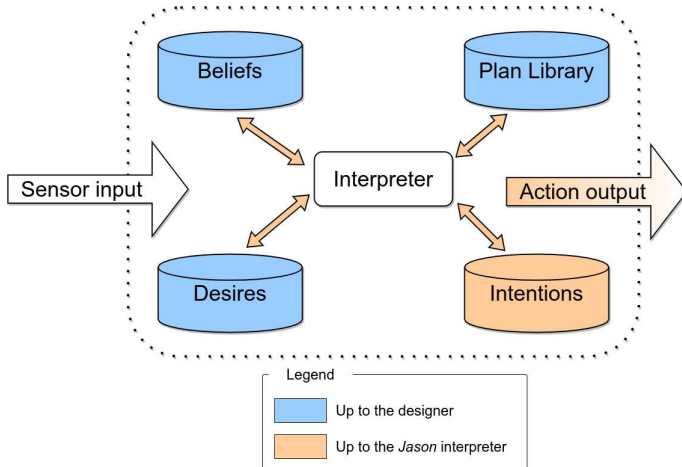 Beliefs
Plan Library
Sensor input
Interpreter
Action output
Desires
Intentions
Legend
Up to the designer
Up to the Jason interpreter